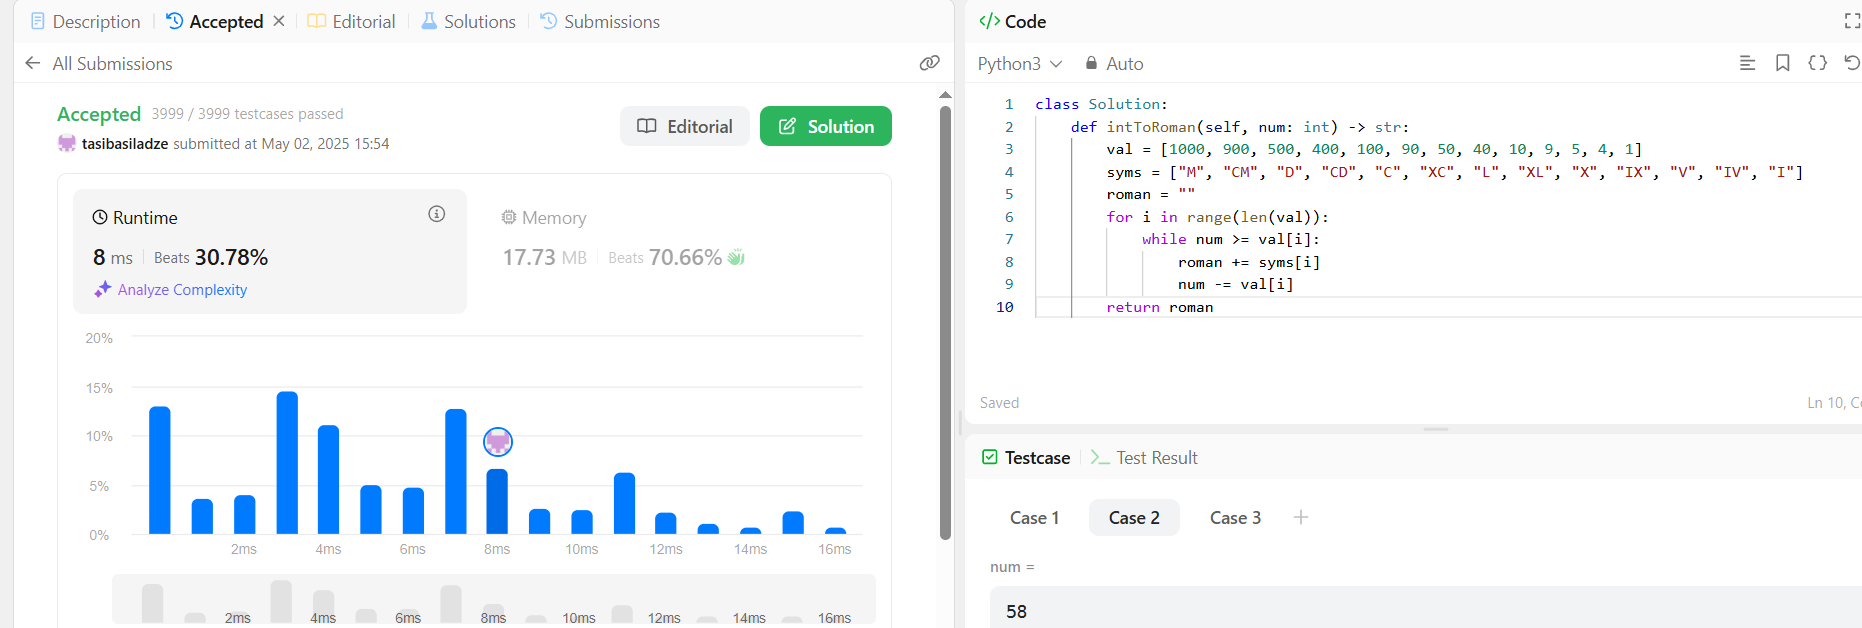 Description
Accepted
Editorial
Solutions
Submissions
All Submissions
Accepted 3999 / 3999 testcases passed
tasibasiladze submitted at May 02, 2025 15:54
Editorial
Solution
Runtime
8 ms Beats 30.78%
Analyze Complexity
Memory
17.73 MB Beats 70.66%
20%
15%
10%
5%
0%
2ms 4ms 6ms 8ms 10ms 12ms 14ms 16ms
2ms 4ms 6ms 8ms 10ms 12ms 14ms 16ms
</> Code
Python3 Auto
1 class Solution:
2 def intToRoman(self, num: int) -> str:
3 val = [1000, 900, 500, 400, 100, 90, 50, 40, 10, 9, 5, 4, 1]
4 syms = ["M", "CM", "D", "CD", "C", "XC", "L", "XL", "X", "IX", "V", "IV", "I"]
5 roman = ""
6 for i in range(len(val)):
7 while num >= val[i]:
8 roman += syms[i]
9 num -= val[i]
10 return roman
Saved
Ln 10, Co
Testcase
Test Result
Case 1 Case 2 Case 3 +
num =
58